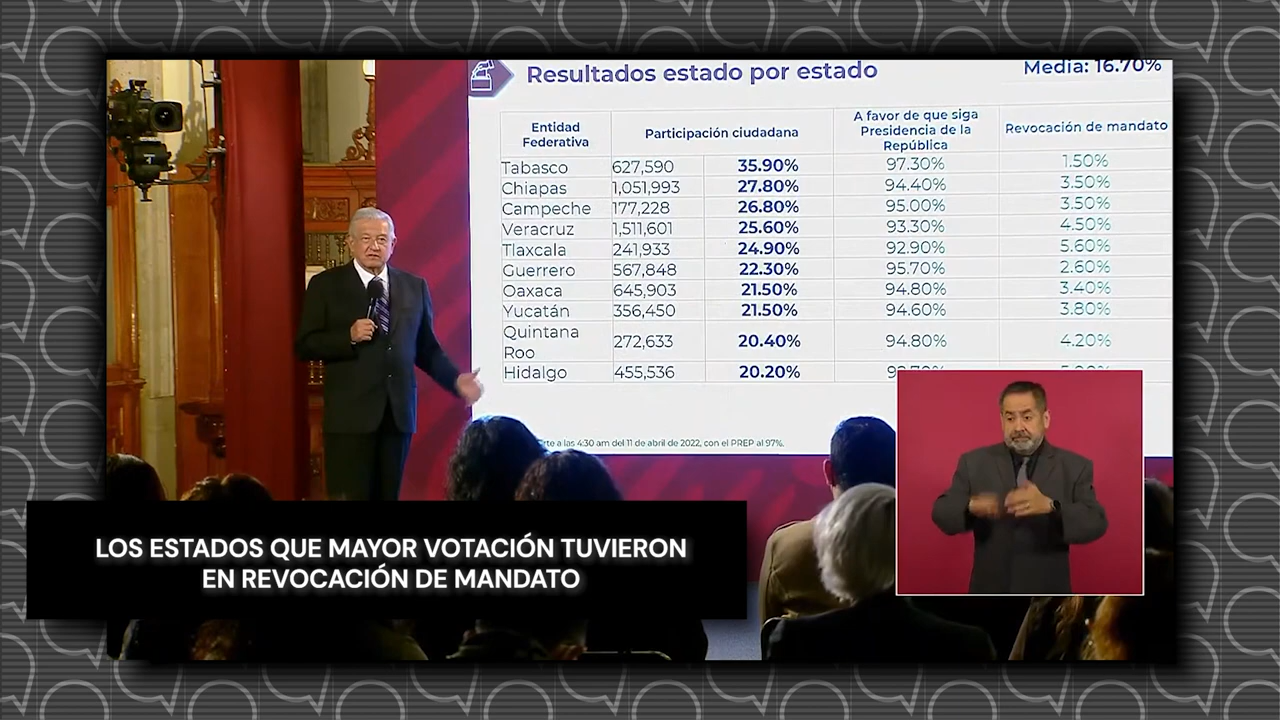 Resultados estado por estado
Media: 16.70%
Entidad Federativa
Participación ciudadana
A favor de que siga Presidencia de la República
Revocación de mandato
Tabasco 627,590 35.90% 97.30% 1.50%
Chiapas 1,051,993 27.80% 94.40% 3.50%
Campeche 177,228 26.80% 95.00% 3.50%
Veracruz 1,511,601 25.60% 93.30% 4.50%
Tlaxcala 241,933 24.90% 92.90% 5.60%
Guerrero 567,848 22.30% 95.70% 2.60%
Oaxaca 645,903 21.50% 94.80% 3.40%
Yucatán 356,450 21.50% 94.60% 3.80%
Quintana Roo 272,633 20.40% 94.80% 4.20%
Hidalgo 455,536 20.20%
a las 4:30 am del 11 de abril de 2022, con el PREP al 97%.
LOS ESTADOS QUE MAYOR VOTACIÓN TUVIERON
EN REVOCACIÓN DE MANDATO